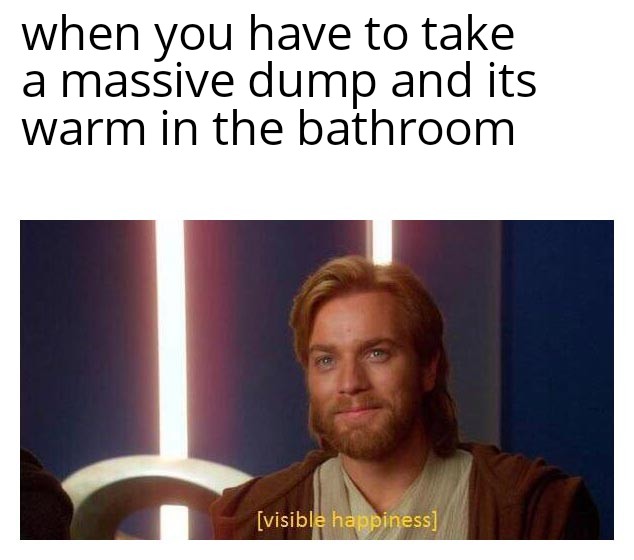 when you have to take
a massive dump and its
warm in the bathroom
[visible happiness]